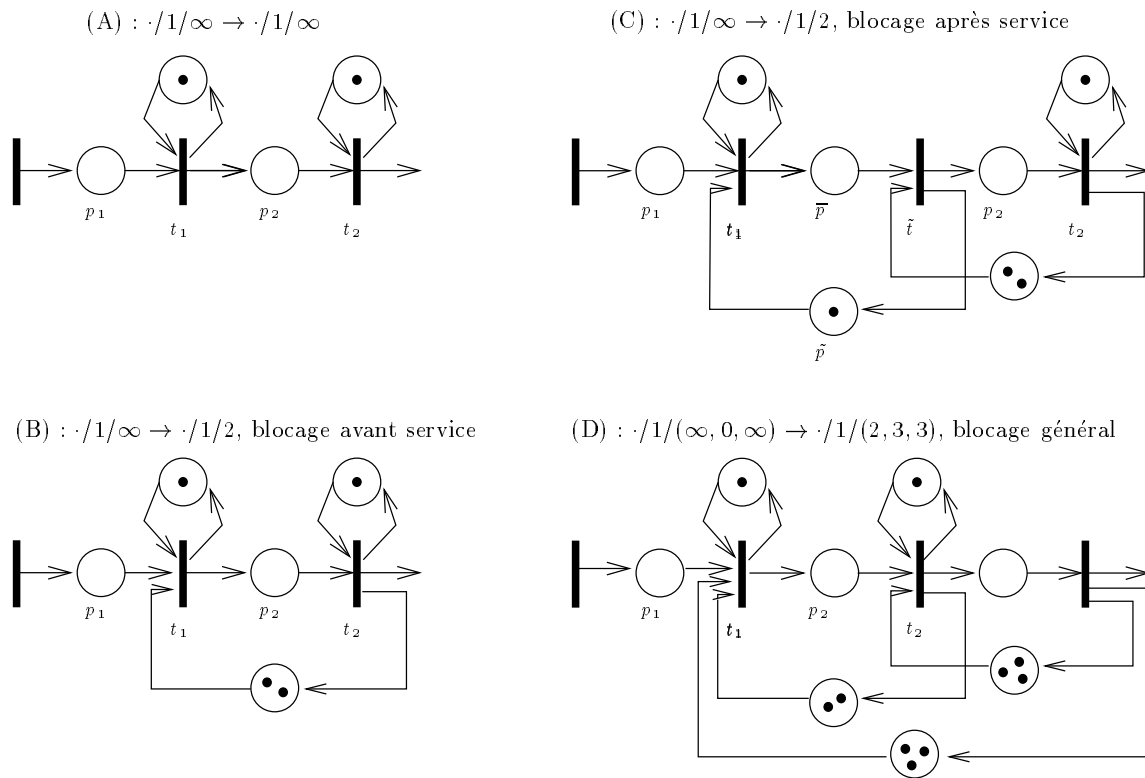 (A) : ·/1/∞ → ·/1/∞
p₁
t₁
p₂
t₂
(C) : ·/1/∞ → ·/1/2, blocage après service
p₁
t₁
p̅
t̃
p₂
t₂
p̃
(B) : ·/1/∞ → ·/1/2, blocage avant service
p₁
t₁
p₂
t₂
(D) : ·/1/(∞, 0, ∞) → ·/1/(2, 3, 3), blocage général
p₁
t₁
p₂
t₂